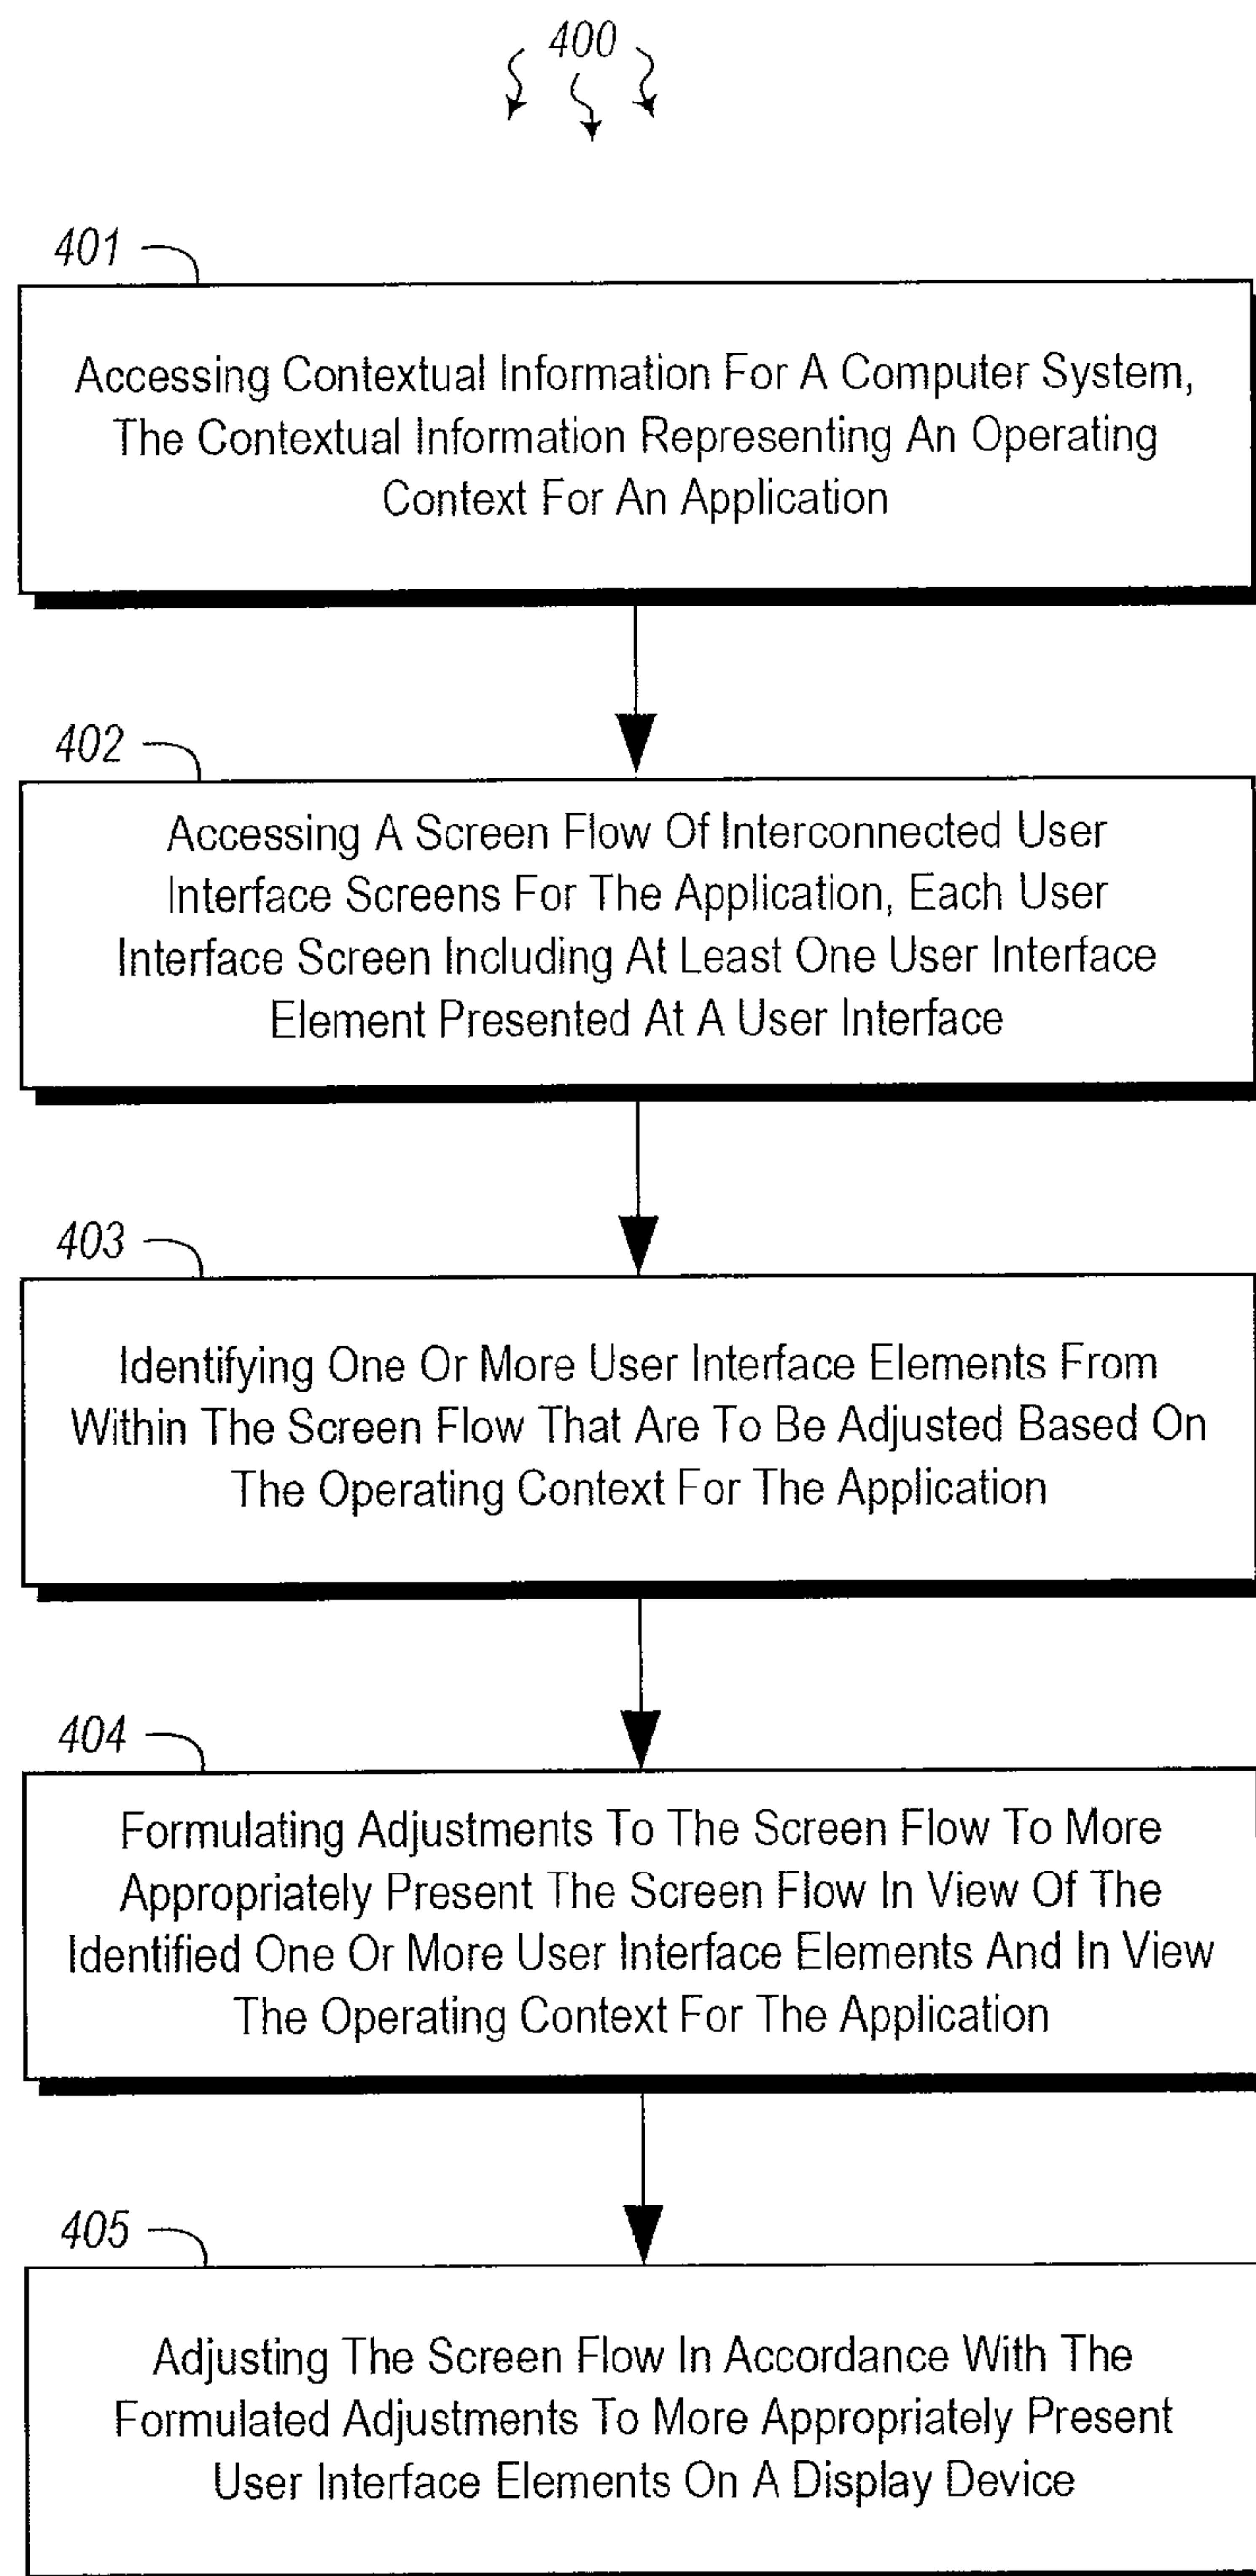 400
401
Accessing Contextual Information For A Computer System,
The Contextual Information Representing An Operating
Context For An Application
402
Accessing A Screen Flow Of Interconnected User
Interface Screens For The Application, Each User
Interface Screen Including At Least One User Interface
Element Presented At A User Interface
403
Identifying One Or More User Interface Elements From
Within The Screen Flow That Are To Be Adjusted Based On
The Operating Context For The Application
404
Formulating Adjustments To The Screen Flow To More
Appropriately Present The Screen Flow In View Of The
Identified One Or More User Interface Elements And In View
The Operating Context For The Application
405
Adjusting The Screen Flow In Accordance With The
Formulated Adjustments To More Appropriately Present
User Interface Elements On A Display Device